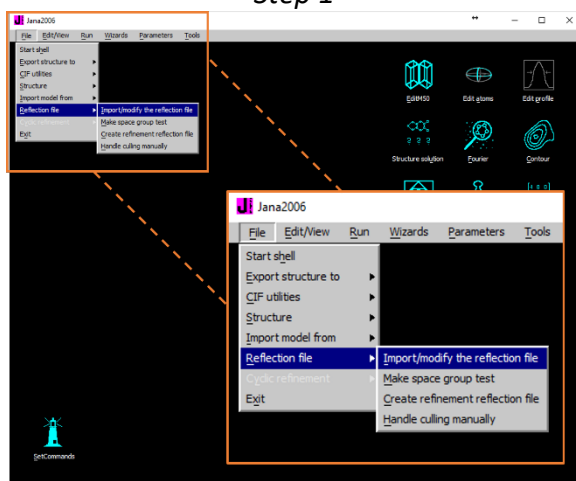 Step 1
Jana2006
File Edit/View Run Wizards Parameters Tools
Start shell
Export structure to
CIF utilities
Structure
Import model from
Reflection file
Cyclic refinement
Exit
Import/modify the reflection file
Make space group test
Create refinement reflection file
Handle culling manually
EditM50
Edit atoms
Edit profile
Structure solution
Fourier
Contour
Jana2006
File Edit/View Run Wizards Parameters Tools
Start shell
Export structure to
CIF utilities
Structure
Import model from
Reflection file
Cyclic refinement
Exit
Import/modify the reflection file
Make space group test
Create refinement reflection file
Handle culling manually
SetCommands